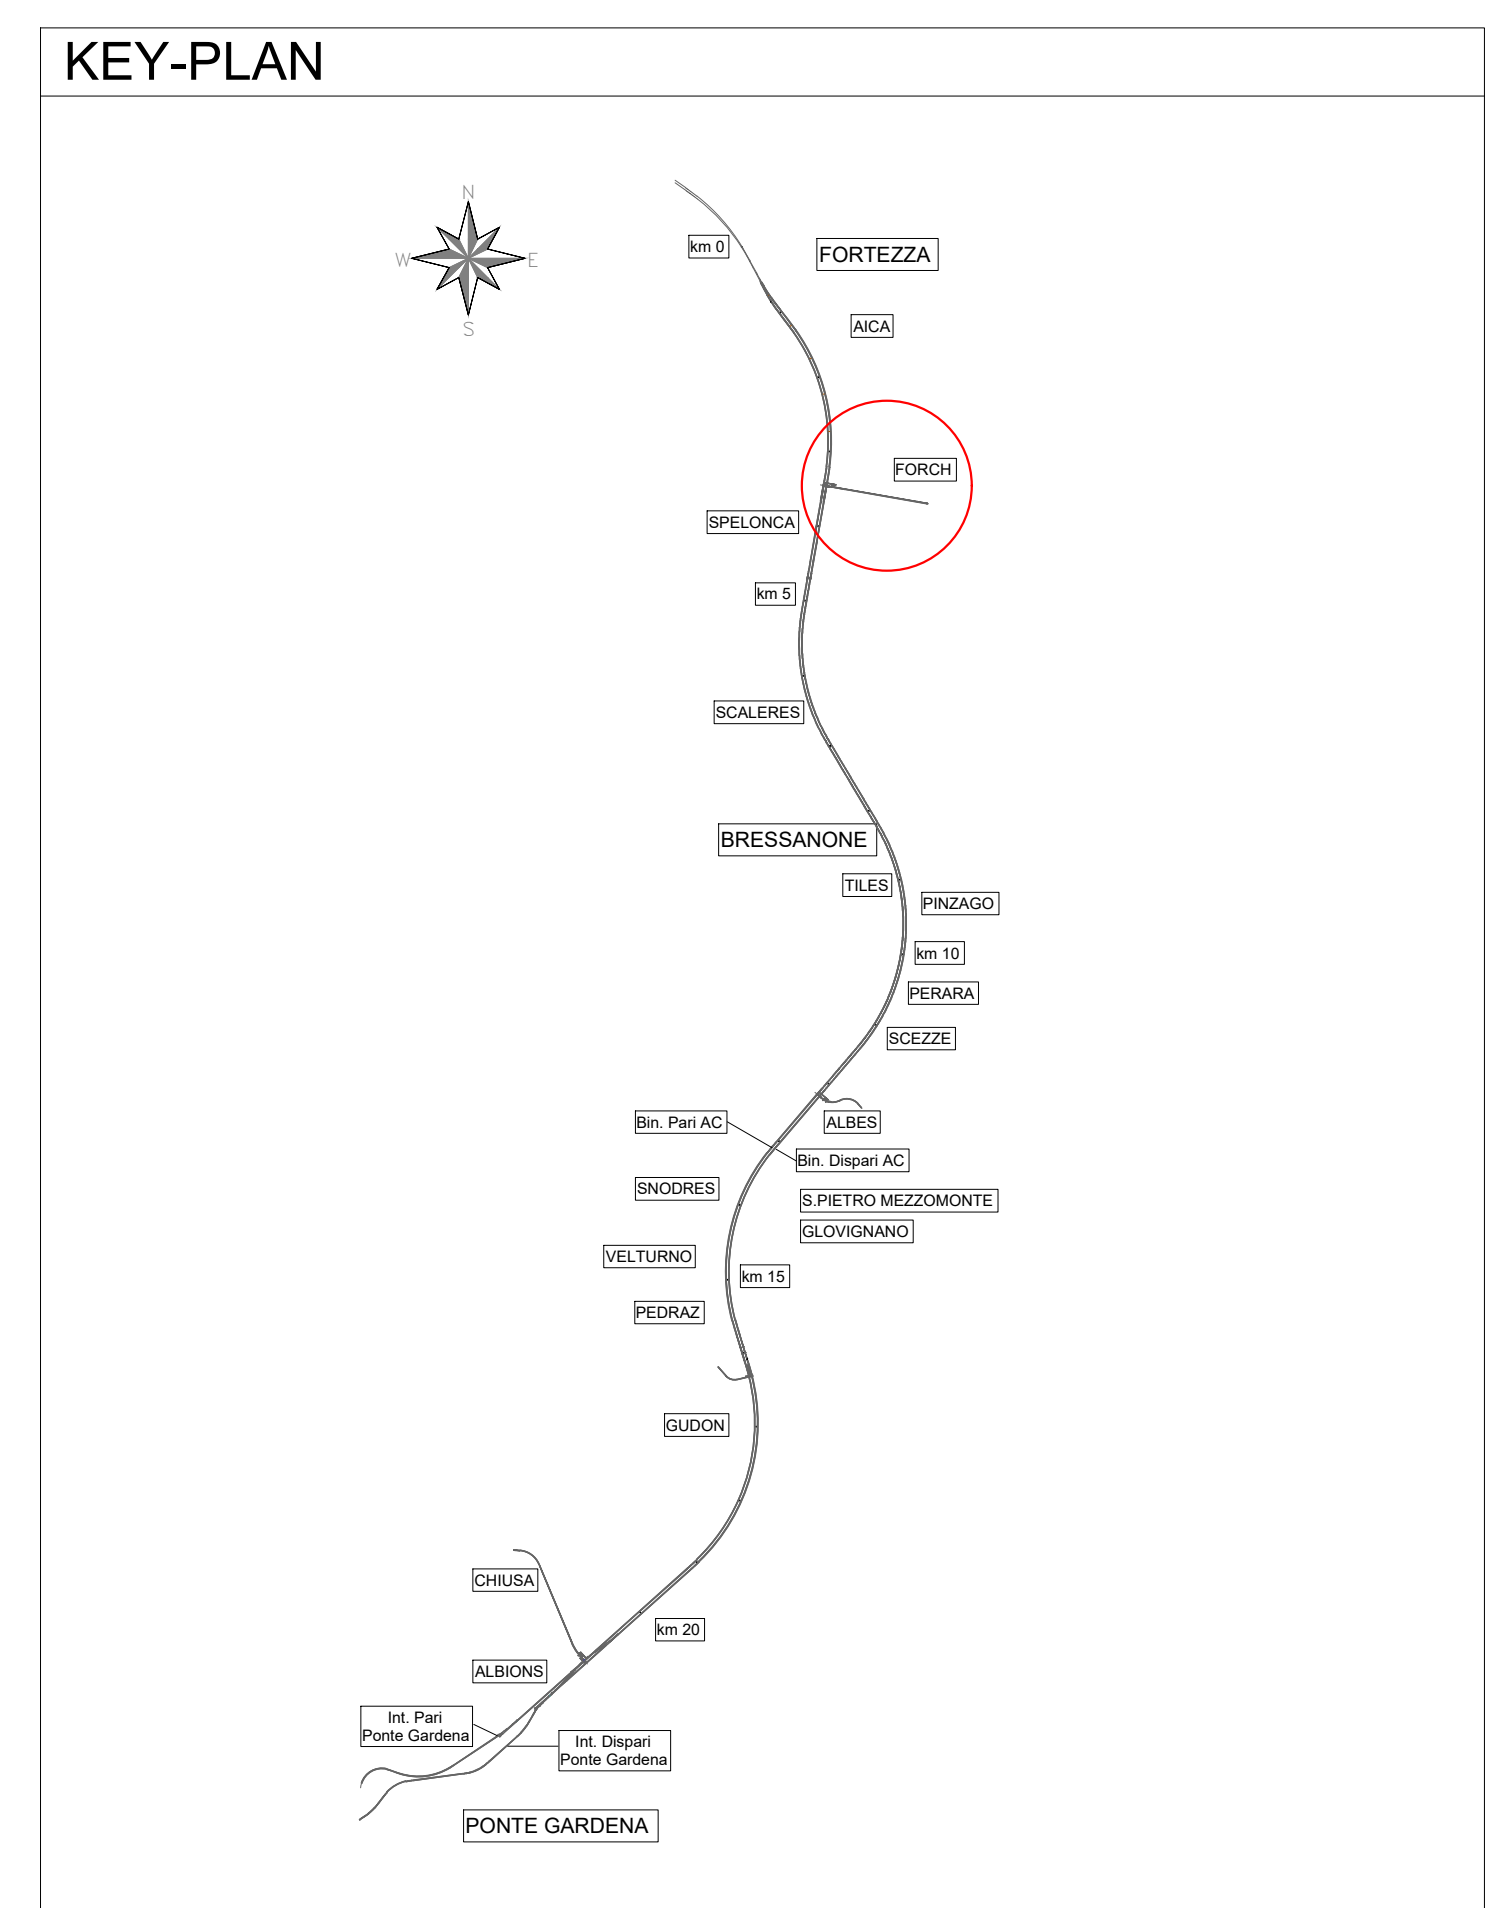 KEY-PLAN
N
W
E
S
km 0
FORTEZZA
AICA
FORCH
SPELONCA
km 5
SCALERES
BRESSANONE
TILES
PINZAGO
km 10
PERARA
SCEZZE
ALBES
Bin. Pari AC
Bin. Dispari AC
SNODRES
S.PIETRO MEZZOMONTE
GLOVIGNANO
VELTURNO
km 15
PEDRAZ
GUDON
CHIUSA
km 20
ALBIONS
Int. Pari
Ponte Gardena
Int. Dispari
Ponte Gardena
PONTE GARDENA